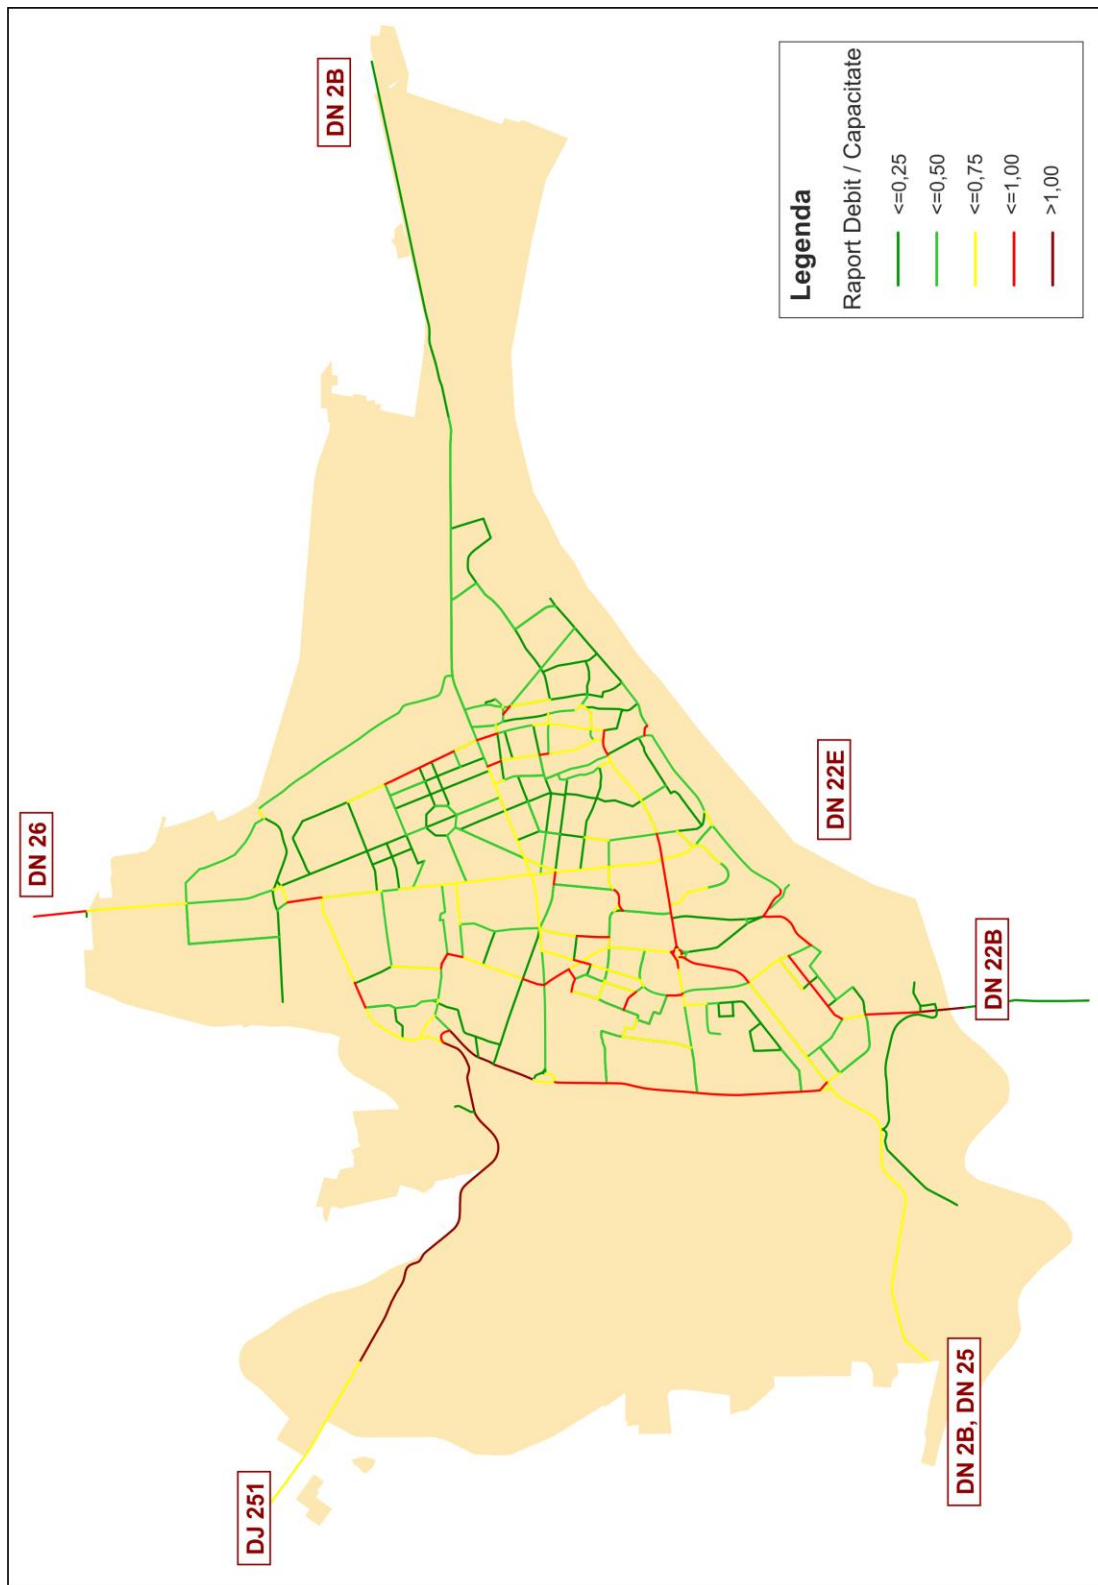 DN 2B
DN 26
DN 22E
DN 22B
DJ 251
DN 2B, DN 25
Legenda
Raport Debit / Capacitate
<=0,25
<=0,50
<=0,75
<=1,00
>1,00